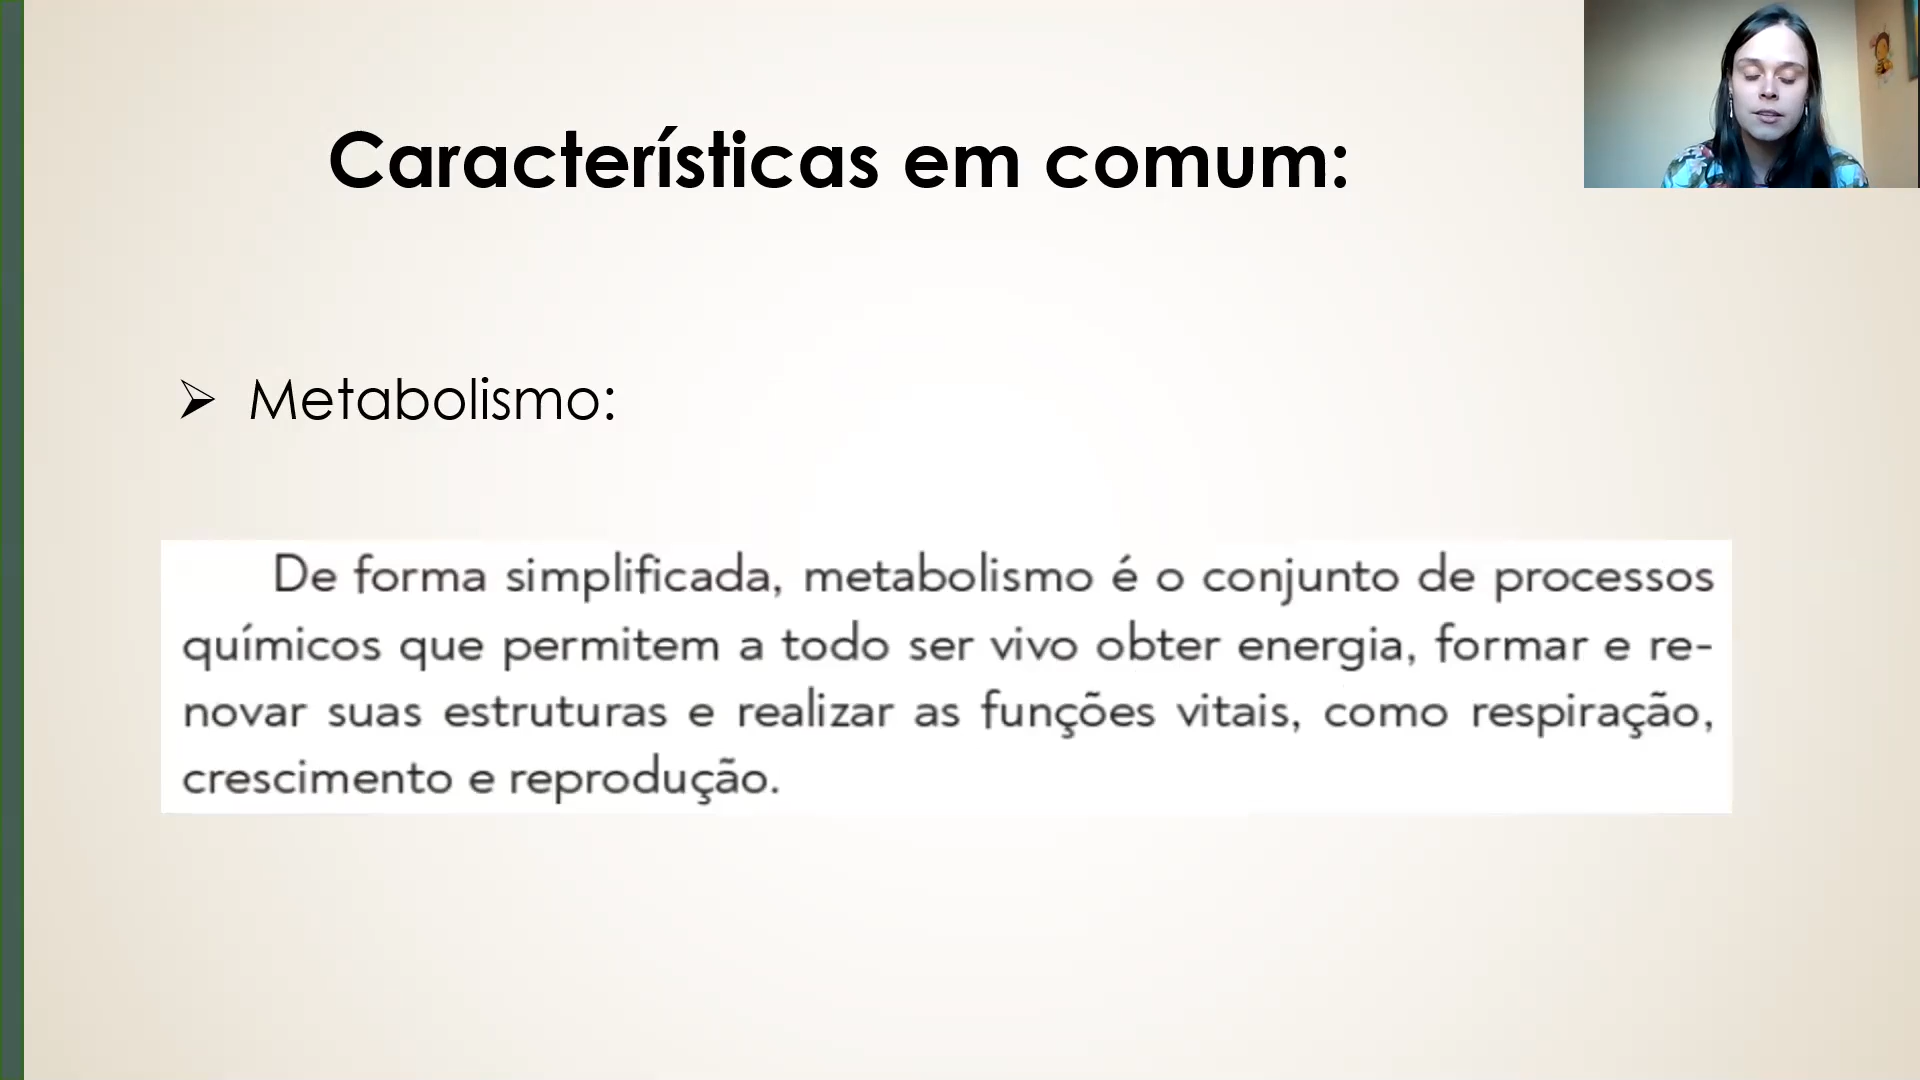 Características em comum:
Metabolismo:
De forma simplificada, metabolismo é o conjunto de processos
químicos que permitem a todo ser vivo obter energia, formar e re-
novar suas estruturas e realizar as funções vitais, como respiração,
crescimento e reprodução.